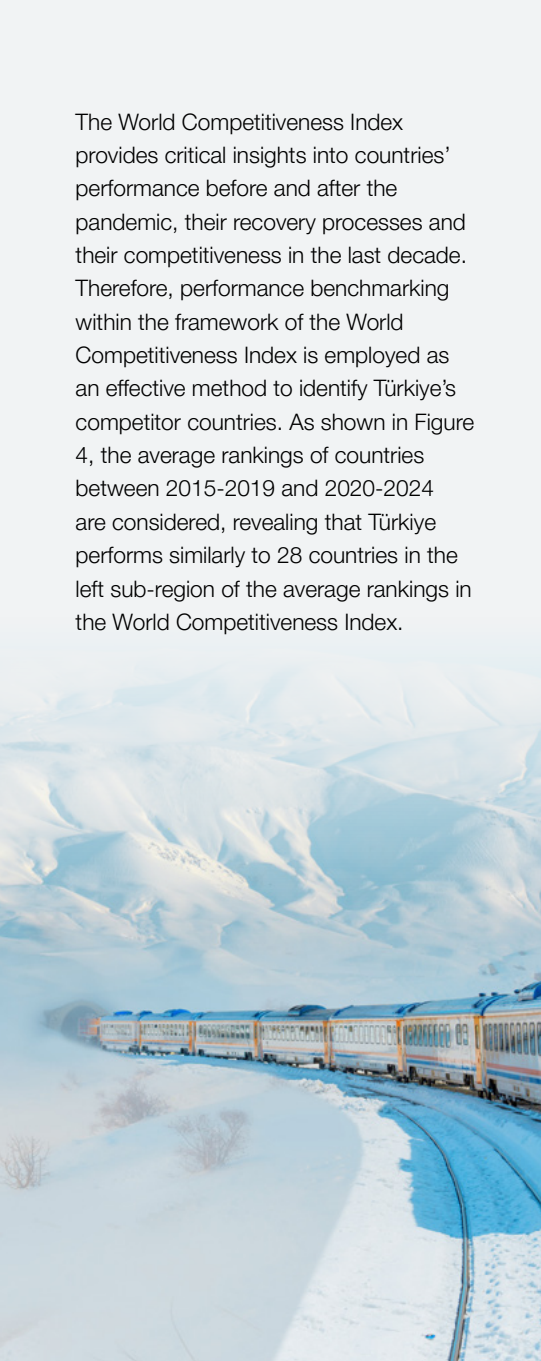 The World Competitiveness Index
provides critical insights into countries’
performance before and after the
pandemic, their recovery processes and
their competitiveness in the last decade.
Therefore, performance benchmarking
within the framework of the World
Competitiveness Index is employed as
an effective method to identify Türkiye’s
competitor countries. As shown in Figure
4, the average rankings of countries
between 2015-2019 and 2020-2024
are considered, revealing that Türkiye
performs similarly to 28 countries in the
left sub-region of the average rankings in
the World Competitiveness Index.